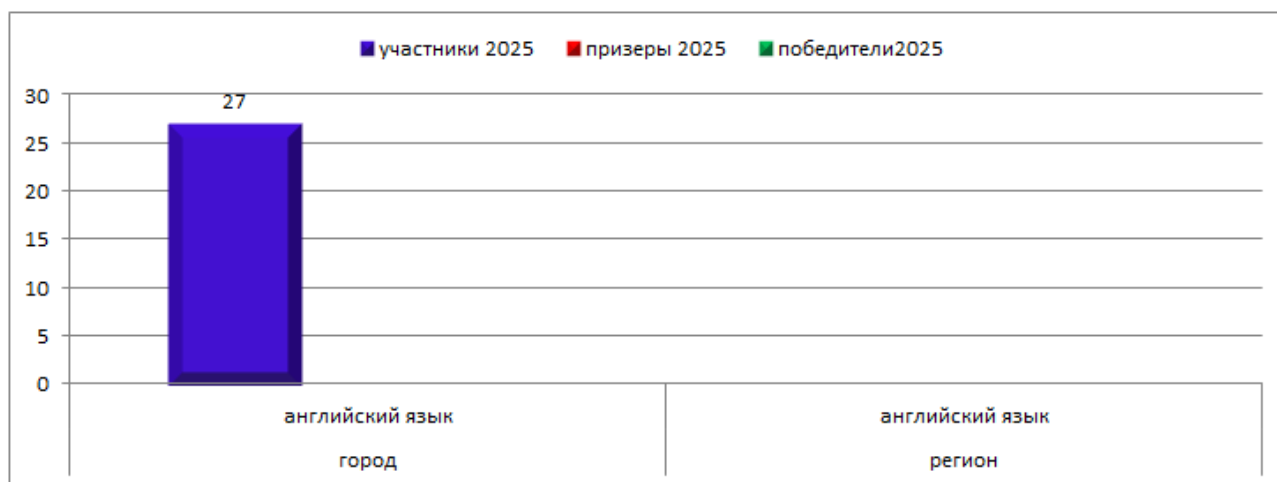 участники 2025 призеры 2025 победители2025
30
27
25
20
15
10
5
0
английский язык английский язык
город регион